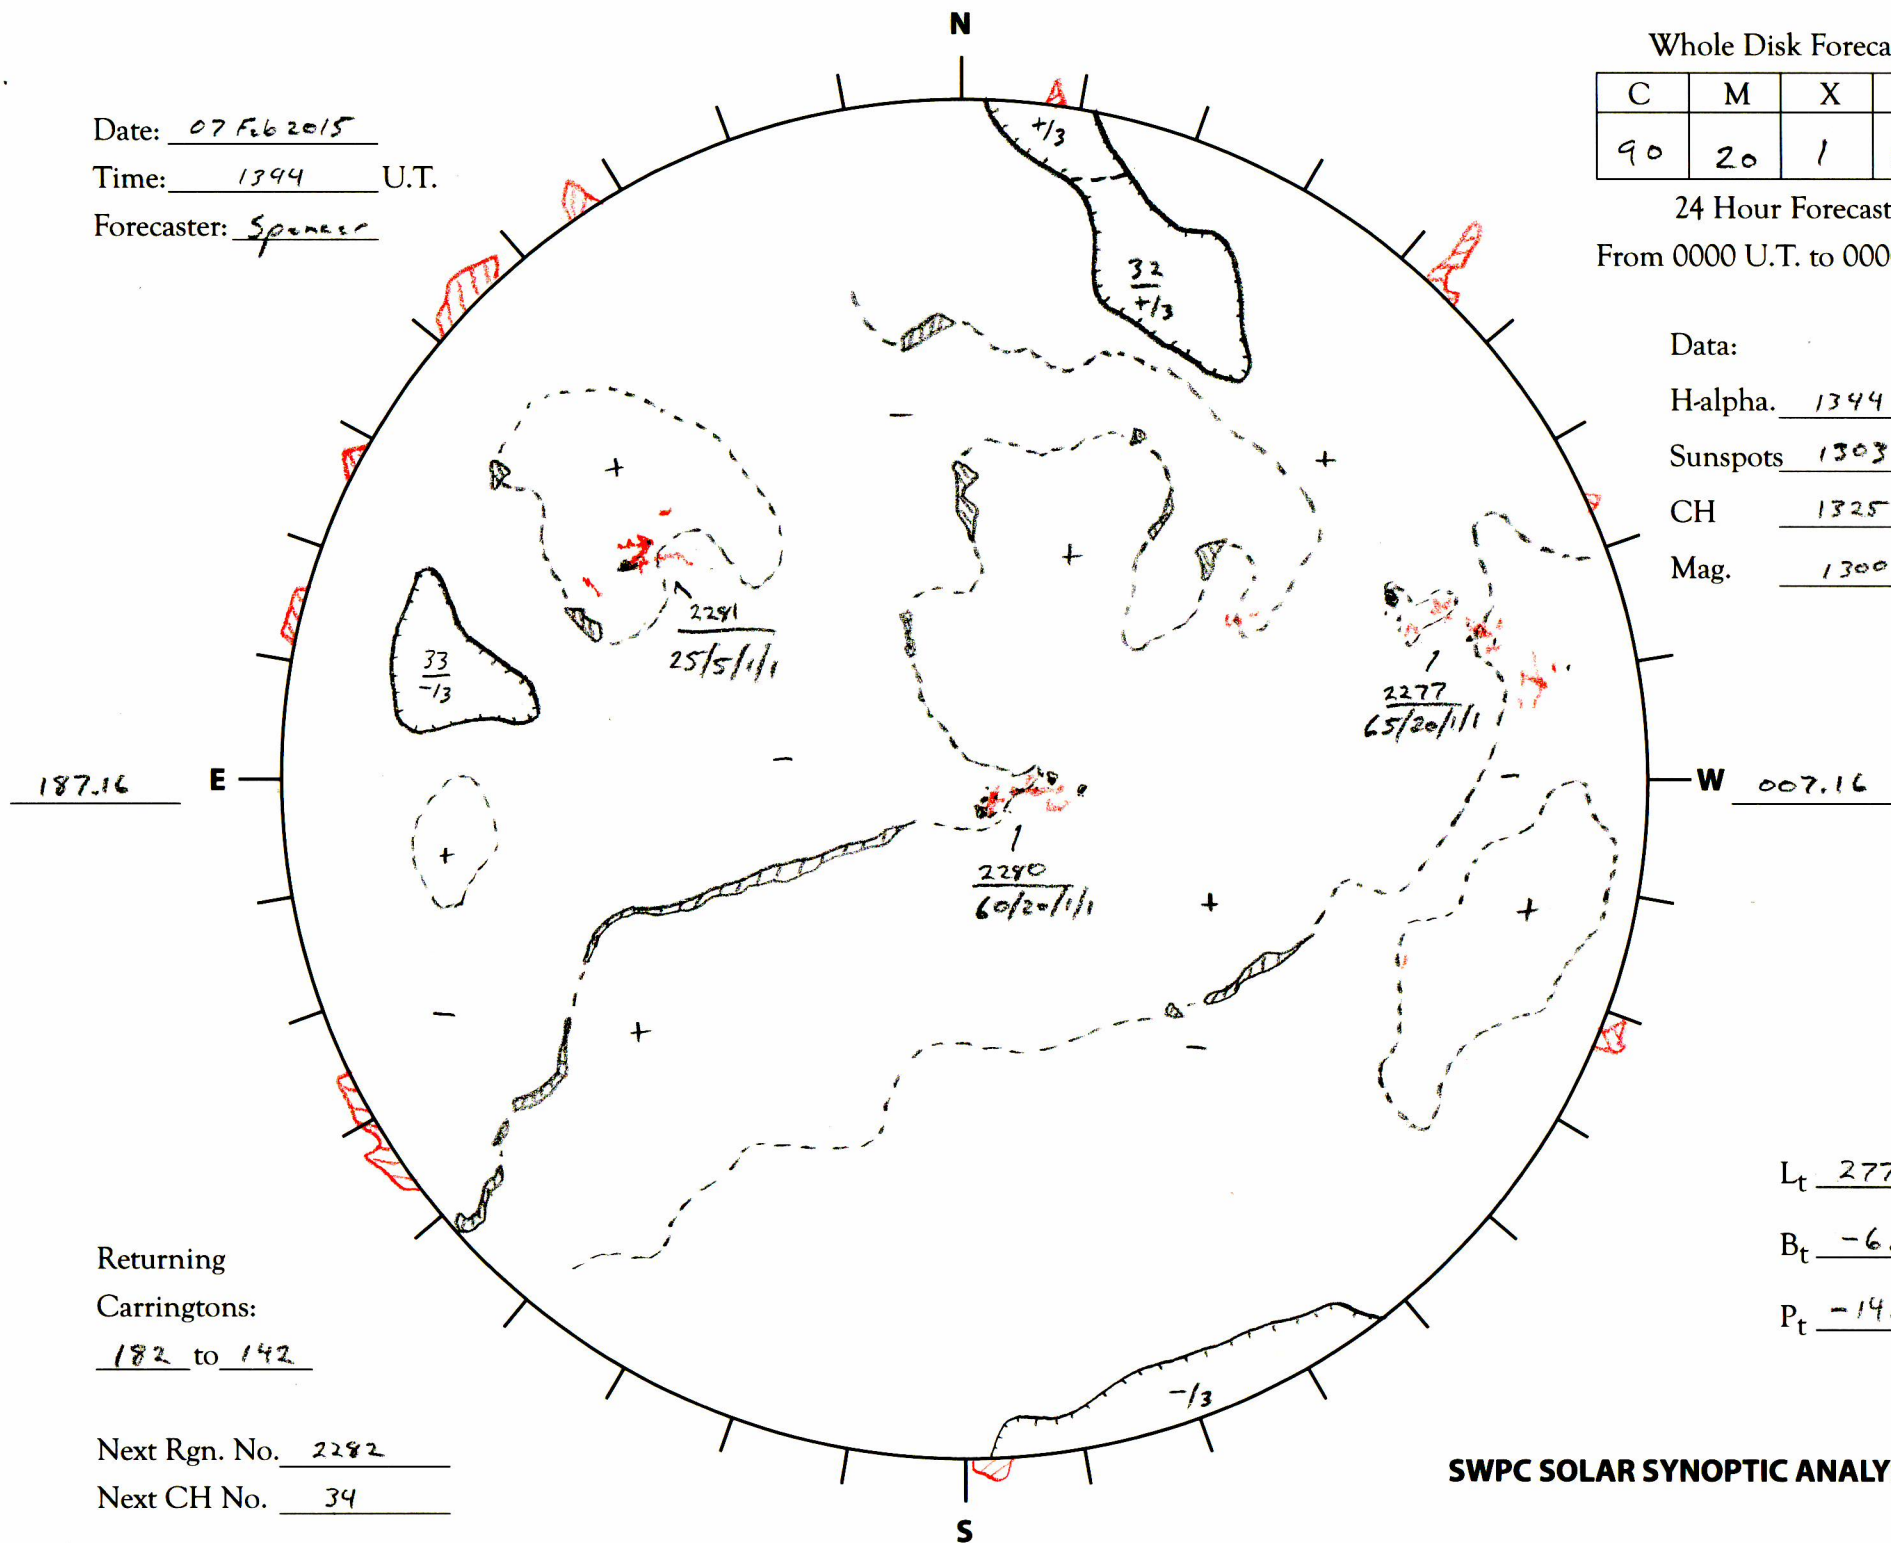 N
Whole Disk Foreca
C M X
90 20 1
24 Hour Forecast
From 0000 U.T. to 000
Date: 07 Feb 2015
Time: 1344 U.T.
Forecaster: Spencer
+/3
32
+/3
Data:
H-alpha. 1344
Sunspots 1303
CH 1325
Mag. 1300
−
+
+
+
2281
25/5/1/1
33
-/3
2277
65/20/1/1
187.16 E
−
−
W 007.16
+
2280
60/20/1/1
+
+
−
+
−
Lt 277
Bt -6.
Pt -14.
Returning
Carringtons:
182 to 142
-/3
Next Rgn. No. 2282
Next CH No. 34
SWPC SOLAR SYNOPTIC ANALY
S